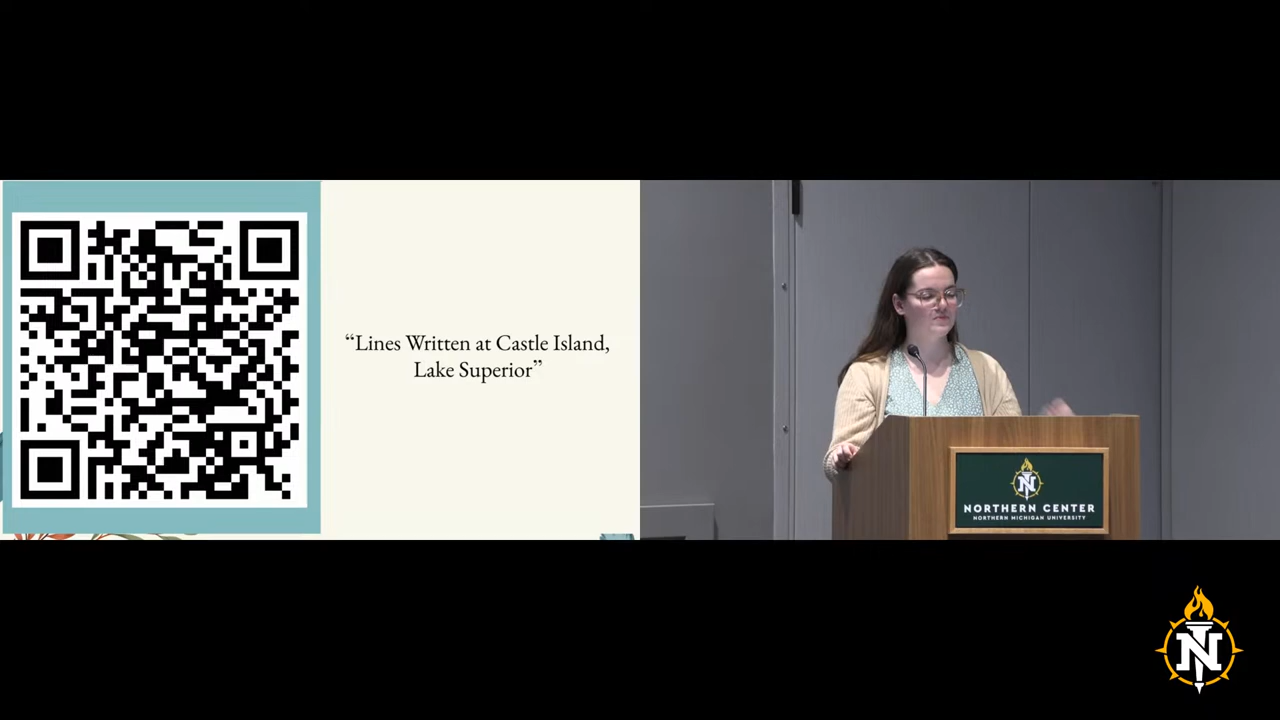 “Lines Written at Castle Island,
Lake Superior”
N
NORTHERN CENTER
NORTHERN MICHIGAN UNIVERSITY
N